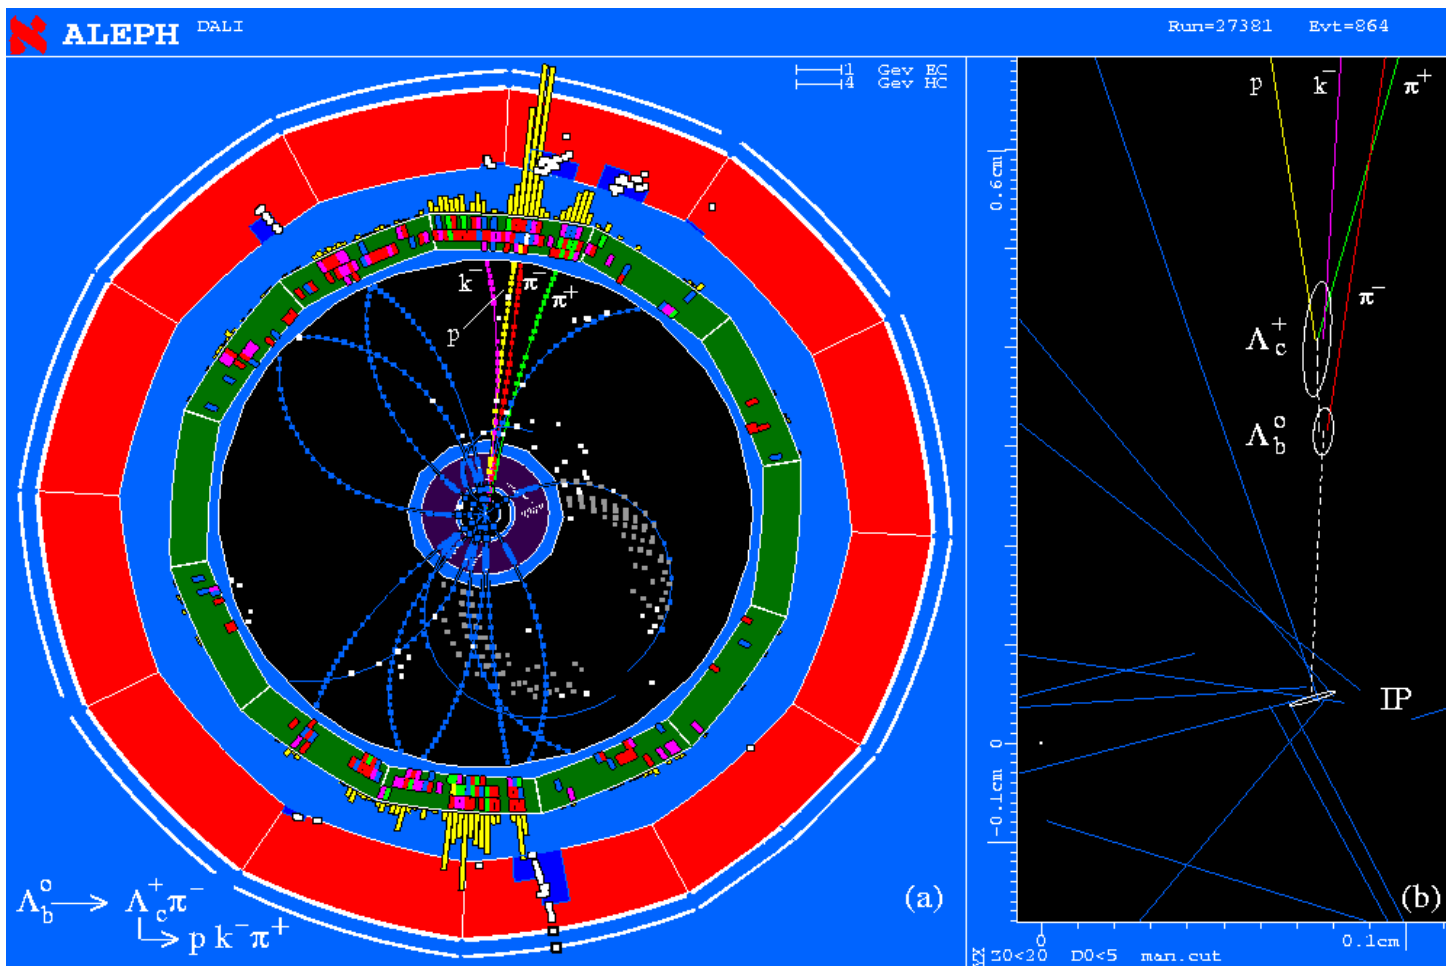 ALEPH DALI Run=27381 Evt=864
1 Gev EC
4 Gev HC
p k⁻ π⁺
0.6cm
k⁻ π⁻ π⁺
p
π⁻
Λc⁺
Λb⁰
IP
0
-0.1cm
Λb⁰ → Λc⁺ π⁻
→ p k⁻ π⁺
(a)
(b)
0 0.1cm
YX Z0<20 D0<5 man.cut